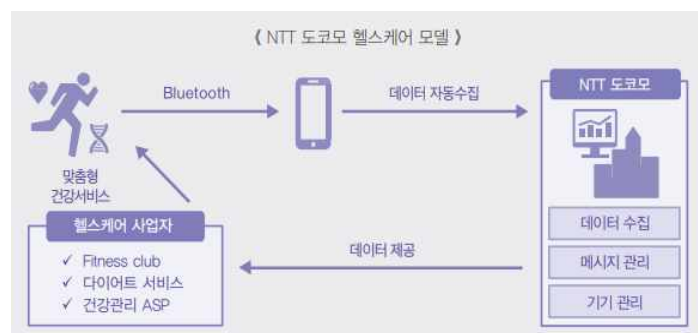 《 NTT 도코모 헬스케어 모델 》
Bluetooth
데이터 자동수집
NTT 도코모
맞춤형
건강서비스
데이터 수집
메시지 관리
기기 관리
데이터 제공
헬스케어 사업자
✓ Fitness club
✓ 다이어트 서비스
✓ 건강관리 ASP